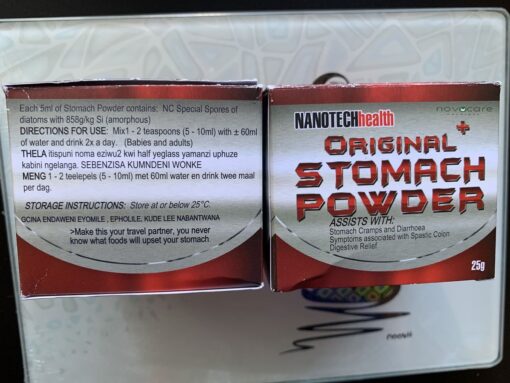 Each 5ml of Stomach Powder contains: NC Special Spores of
diatoms with 858g/kg Si (amorphous)
DIRECTIONS FOR USE: Mix1 - 2 teaspoons (5 - 10ml) with ± 60ml
of water and drink 2x a day. (Babies and adults)
THELA itispuni noma eziwu2 kwi half yeglass yamanzi uphuze
kabini ngelanga. SEBENZISA KUMNDENI WONKE
MENG 1 - 2 teelepels (5 - 10ml) met 60ml water en drink twee maal
per dag.
STORAGE INSTRUCTIONS: Store at or below 25°C.
GCINA ENDAWENI EYOMILE , EPHOLILE, KUDE LEE NABANTWANA
>Make this your travel partner, you never
know what foods will upset your stomach
NANOTECHhealth
novocare
ORIGINAL +
STOMACH
POWDER
ASSISTS WITH:
Stomach Cramps and Diarrhoea
Symptoms associated with Spastic Colon
Digestive Relief
25g